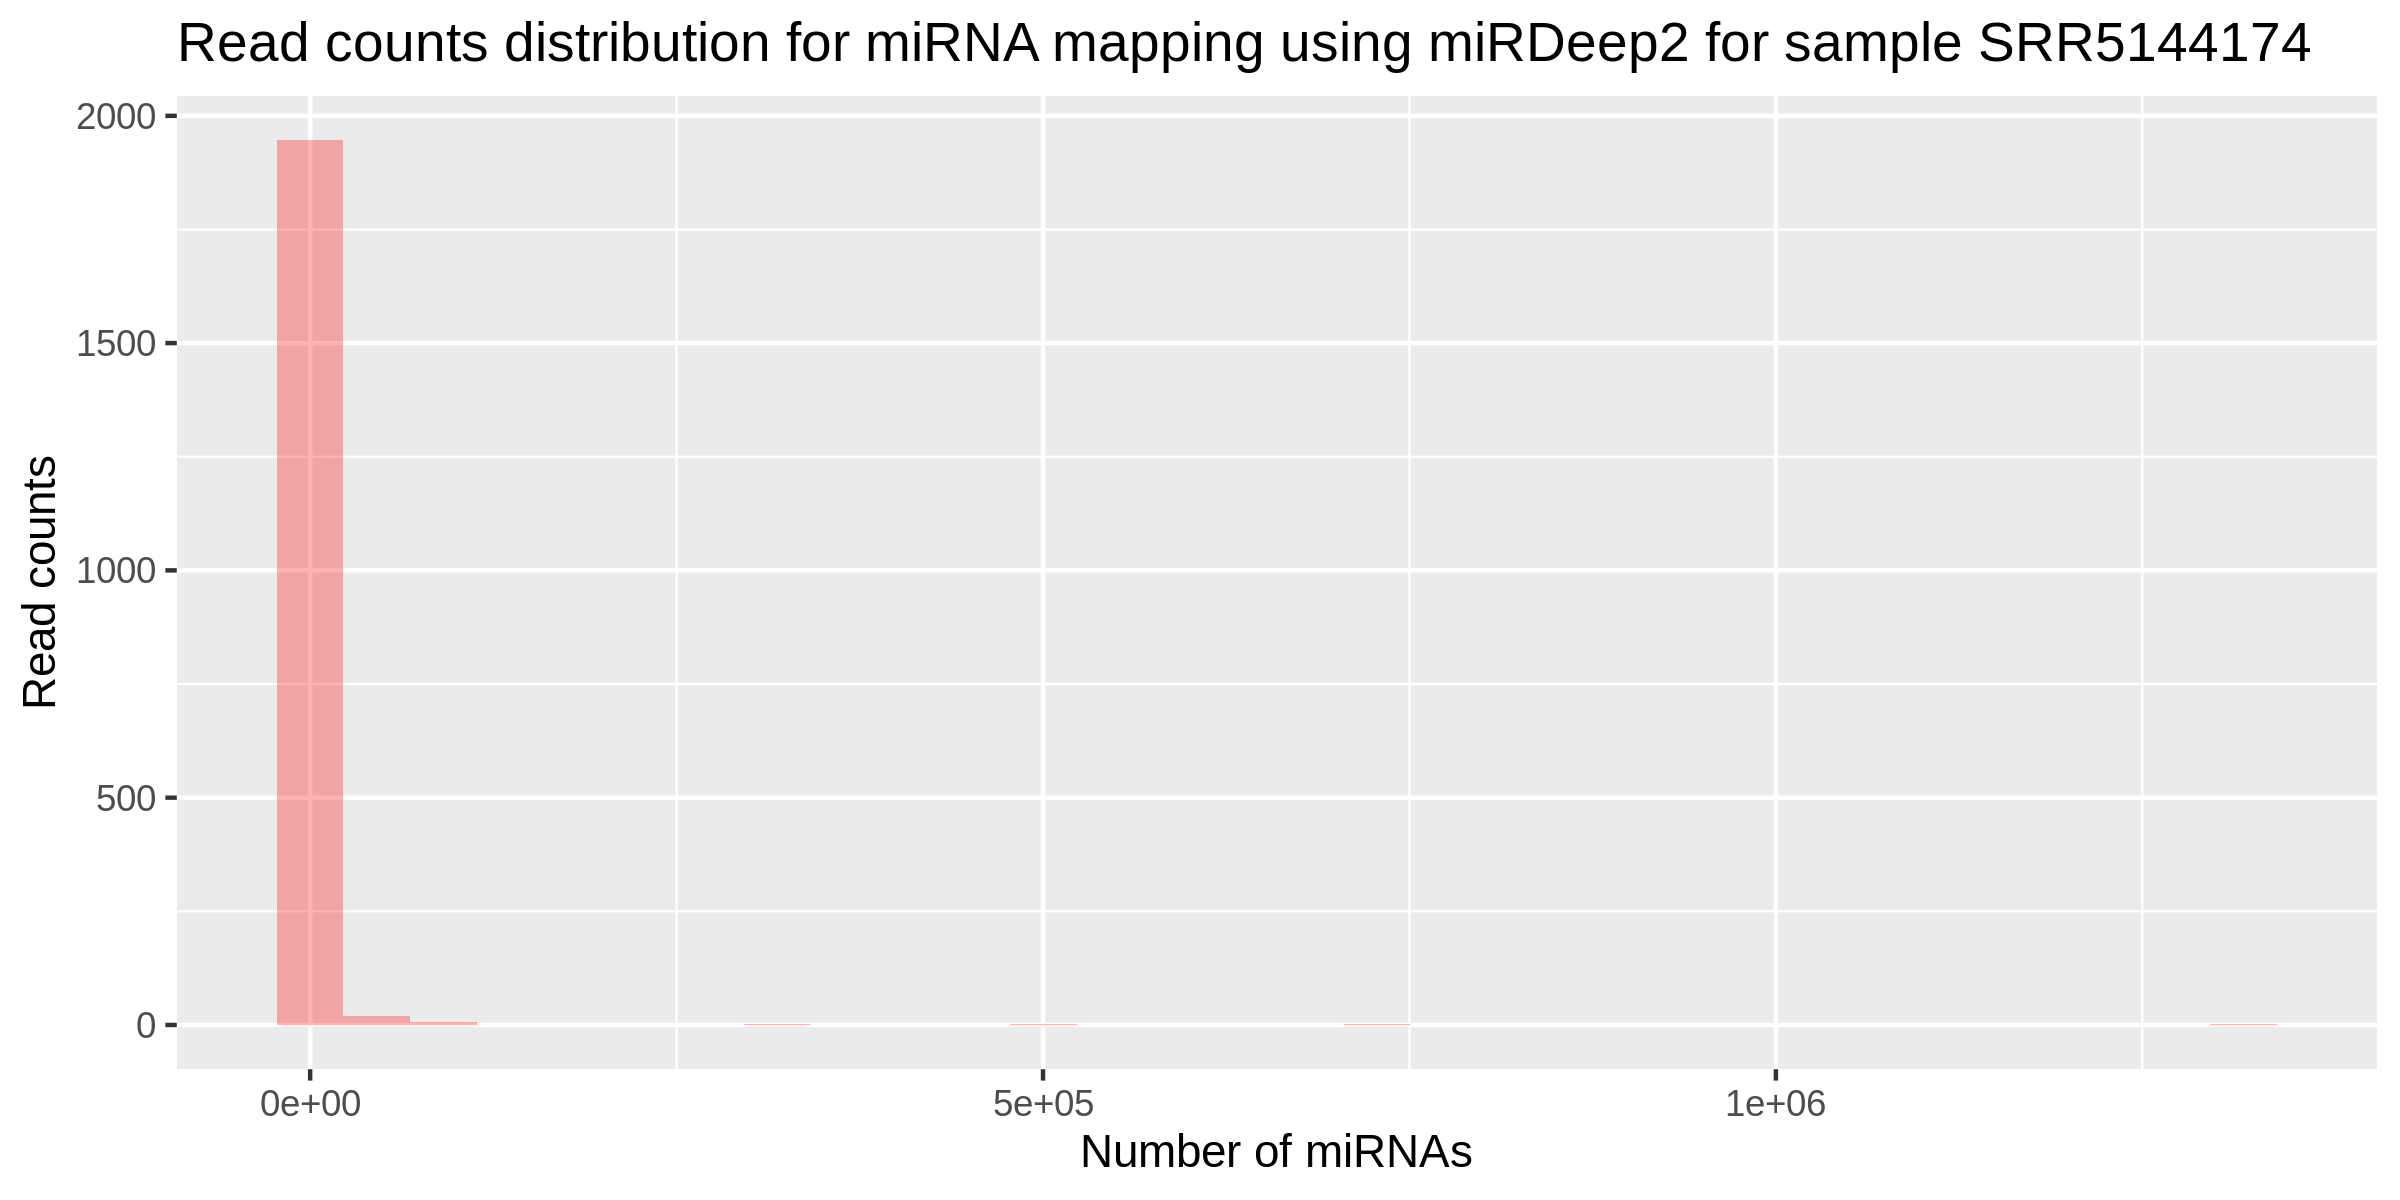 Read counts distribution for miRNA mapping using miRDeep2 for sample SRR5144174
2000
1500
1000
500
0
Read counts
0e+00 5e+05 1e+06
Number of miRNAs